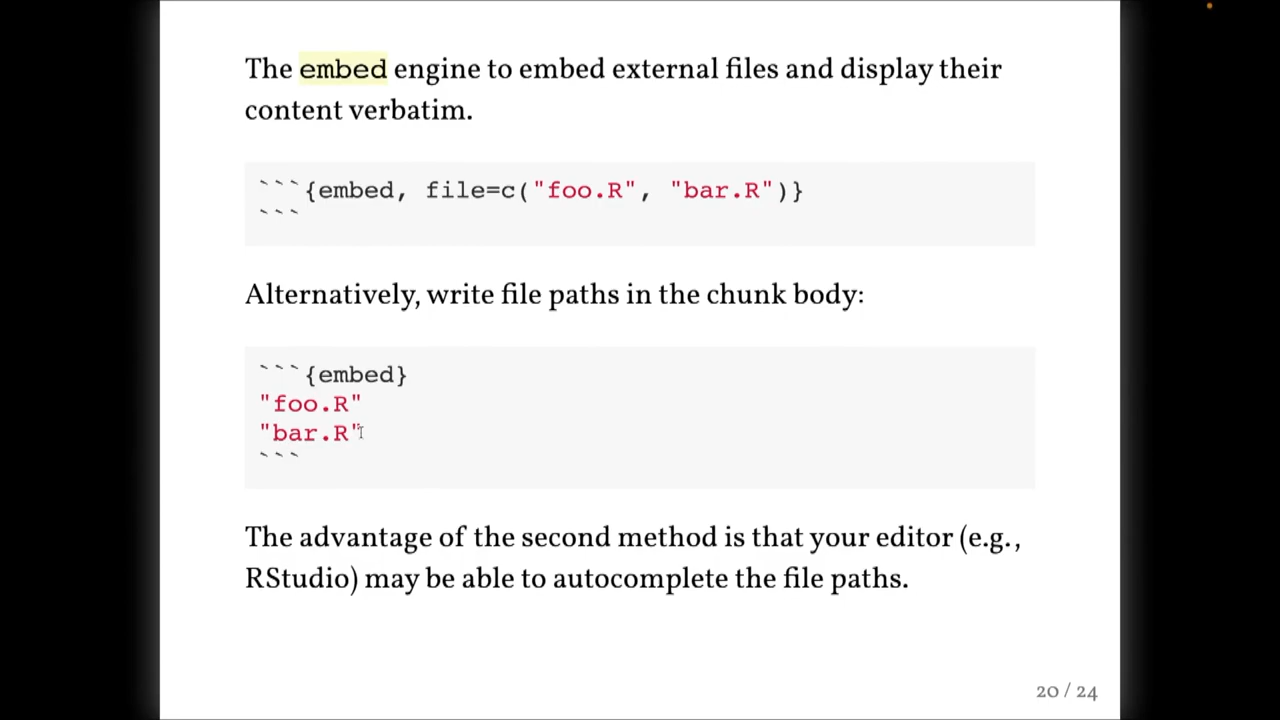 The embed engine to embed external files and display their
content verbatim.
```{embed, file=c("foo.R", "bar.R")}
```
Alternatively, write file paths in the chunk body:
```{embed}
"foo.R"
"bar.R"
```
The advantage of the second method is that your editor (e.g.,
RStudio) may be able to autocomplete the file paths.
20 / 24